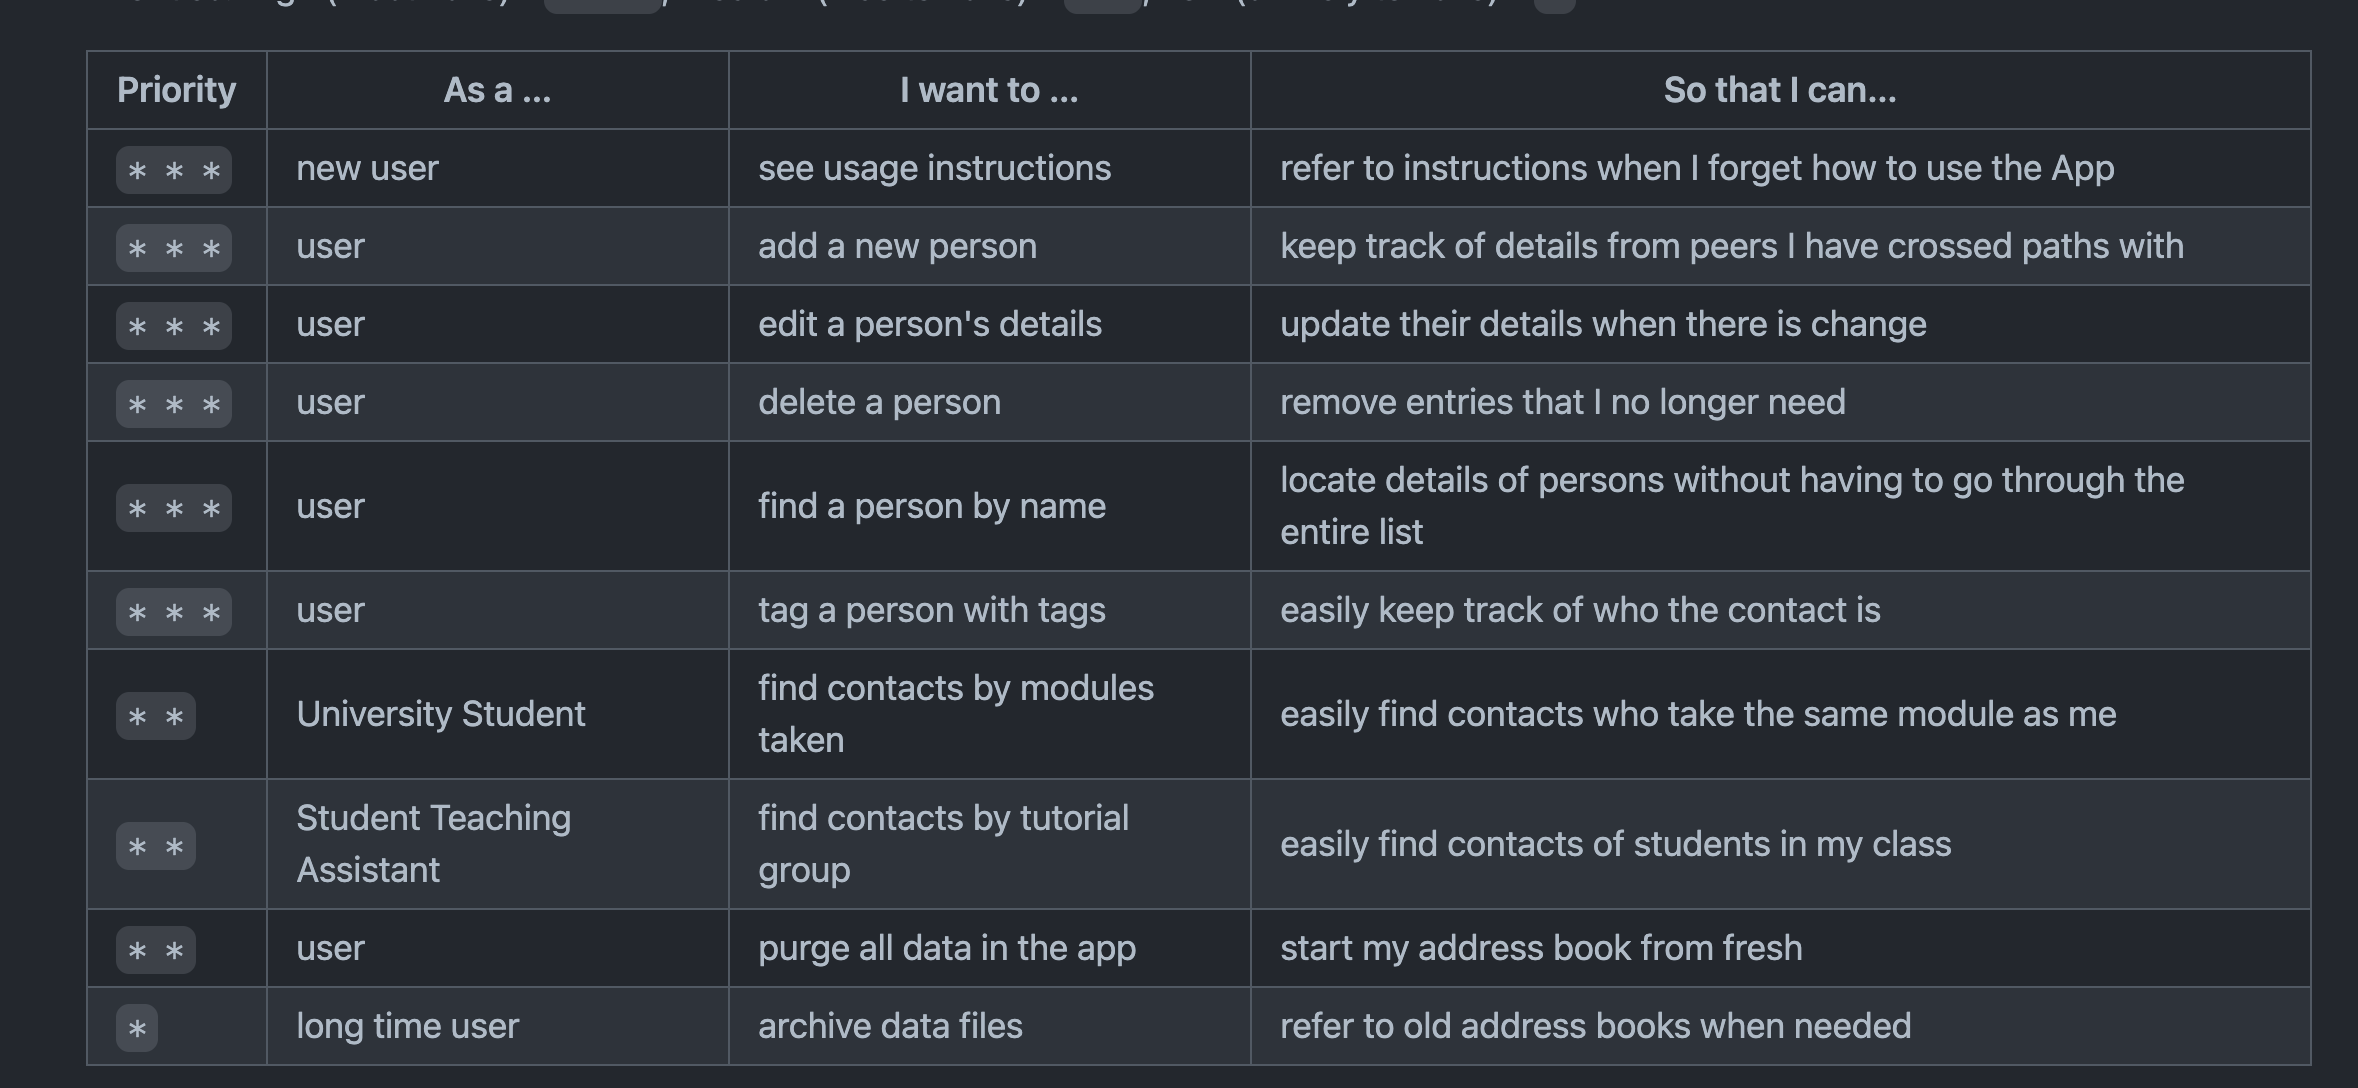 Priority As a ... I want to ... So that I can...
* * * new user see usage instructions refer to instructions when I forget how to use the App
* * * user add a new person keep track of details from peers I have crossed paths with
* * * user edit a person's details update their details when there is change
* * * user delete a person remove entries that I no longer need
* * * user find a person by name locate details of persons without having to go through the
entire list
* * * user tag a person with tags easily keep track of who the contact is
* * University Student find contacts by modules
taken
easily find contacts who take the same module as me
* * Student Teaching
Assistant
find contacts by tutorial
group
easily find contacts of students in my class
* * user purge all data in the app start my address book from fresh
* long time user archive data files refer to old address books when needed